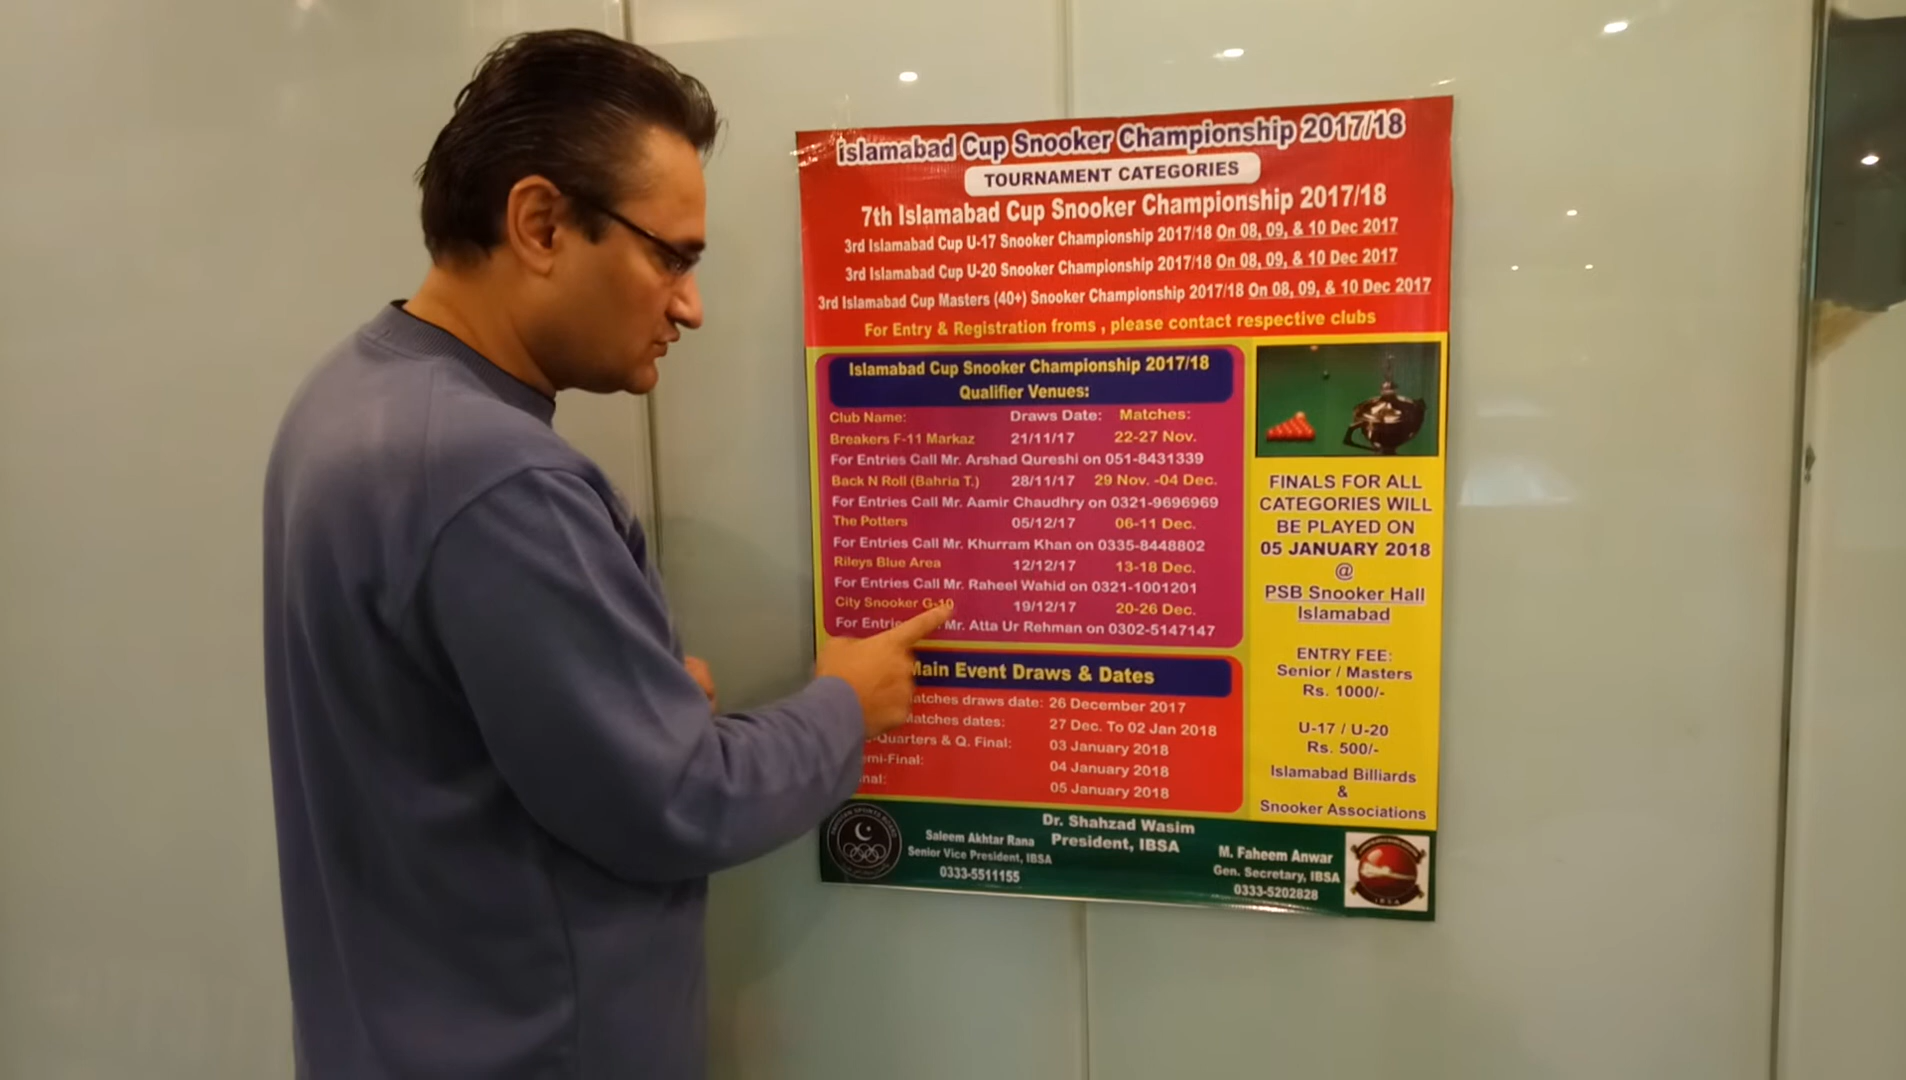 Islamabad Cup Snooker Championship 2017/18
TOURNAMENT CATEGORIES
7th Islamabad Cup Snooker Championship 2017/18
3rd Islamabad Cup U-17 Snooker Championship 2017/18 On 08, 09, & 10 Dec 2017
3rd Islamabad Cup U-20 Snooker Championship 2017/18 On 08, 09, & 10 Dec 2017
3rd Islamabad Cup Masters (40+) Snooker Championship 2017/18 On 08, 09, & 10 Dec 2017
For Entry & Registration froms , please contact respective clubs
Islamabad Cup Snooker Championship 2017/18
Qualifier Venues:
Club Name: Draws Date: Matches:
Breakers F-11 Markaz 21/11/17 22-27 Nov.
For Entries Call Mr. Arshad Qureshi on 051-8431339
Back N Roll (Bahria T.) 28/11/17 29 Nov. -04 Dec.
For Entries Call Mr. Aamir Chaudhry on 0321-9696969
The Potters 05/12/17 06-11 Dec.
For Entries Call Mr. Khurram Khan on 0335-8448802
Rileys Blue Area 12/12/17 13-18 Dec.
For Entries Call Mr. Raheel Wahid on 0321-1001201
City Snooker G-10 19/12/17 20-26 Dec.
For Mr. Atta Ur Rehman on 0302-5147147
Main Event Draws & Dates
draws date: 26 December 2017
Matches dates: 27 Dec. To 02 Jan 2018
Quarters & Q. Final: 03 January 2018
04 January 2018
05 January 2018
FINALS FOR ALL
CATEGORIES WILL
BE PLAYED ON
05 JANUARY 2018
@
PSB Snooker Hall
Islamabad
ENTRY FEE:
Senior / Masters
Rs. 1000/-
U-17 / U-20
Rs. 500/-
Islamabad Billiards
&
Snooker Associations
Dr. Shahzad Wasim
President, IBSA
Saleem Akhtar Rana
Senior Vice President, IBSA
0333-5511155
M. Faheem Anwar
Gen. Secretary, IBSA
0333-5202828